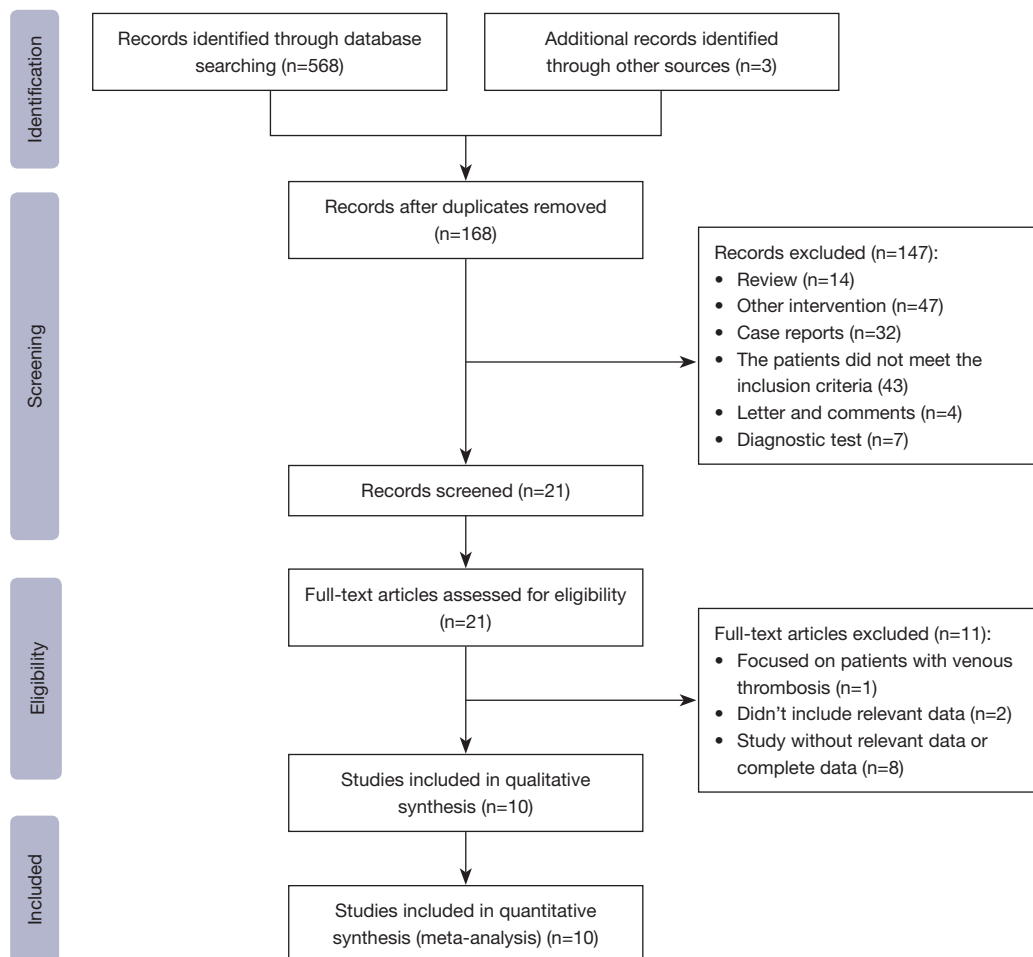 Identification
Records identified through database
searching (n=568)
Additional records identified
through other sources (n=3)
Screening
Records after duplicates removed
(n=168)
Records excluded (n=147):
• Review (n=14)
• Other intervention (n=47)
• Case reports (n=32)
• The patients did not meet the
inclusion criteria (43)
• Letter and comments (n=4)
• Diagnostic test (n=7)
Records screened (n=21)
Eligibility
Full-text articles assessed for eligibility
(n=21)
Full-text articles excluded (n=11):
• Focused on patients with venous
thrombosis (n=1)
• Didn't include relevant data (n=2)
• Study without relevant data or
complete data (n=8)
Studies included in qualitative
synthesis (n=10)
Included
Studies included in quantitative
synthesis (meta-analysis) (n=10)